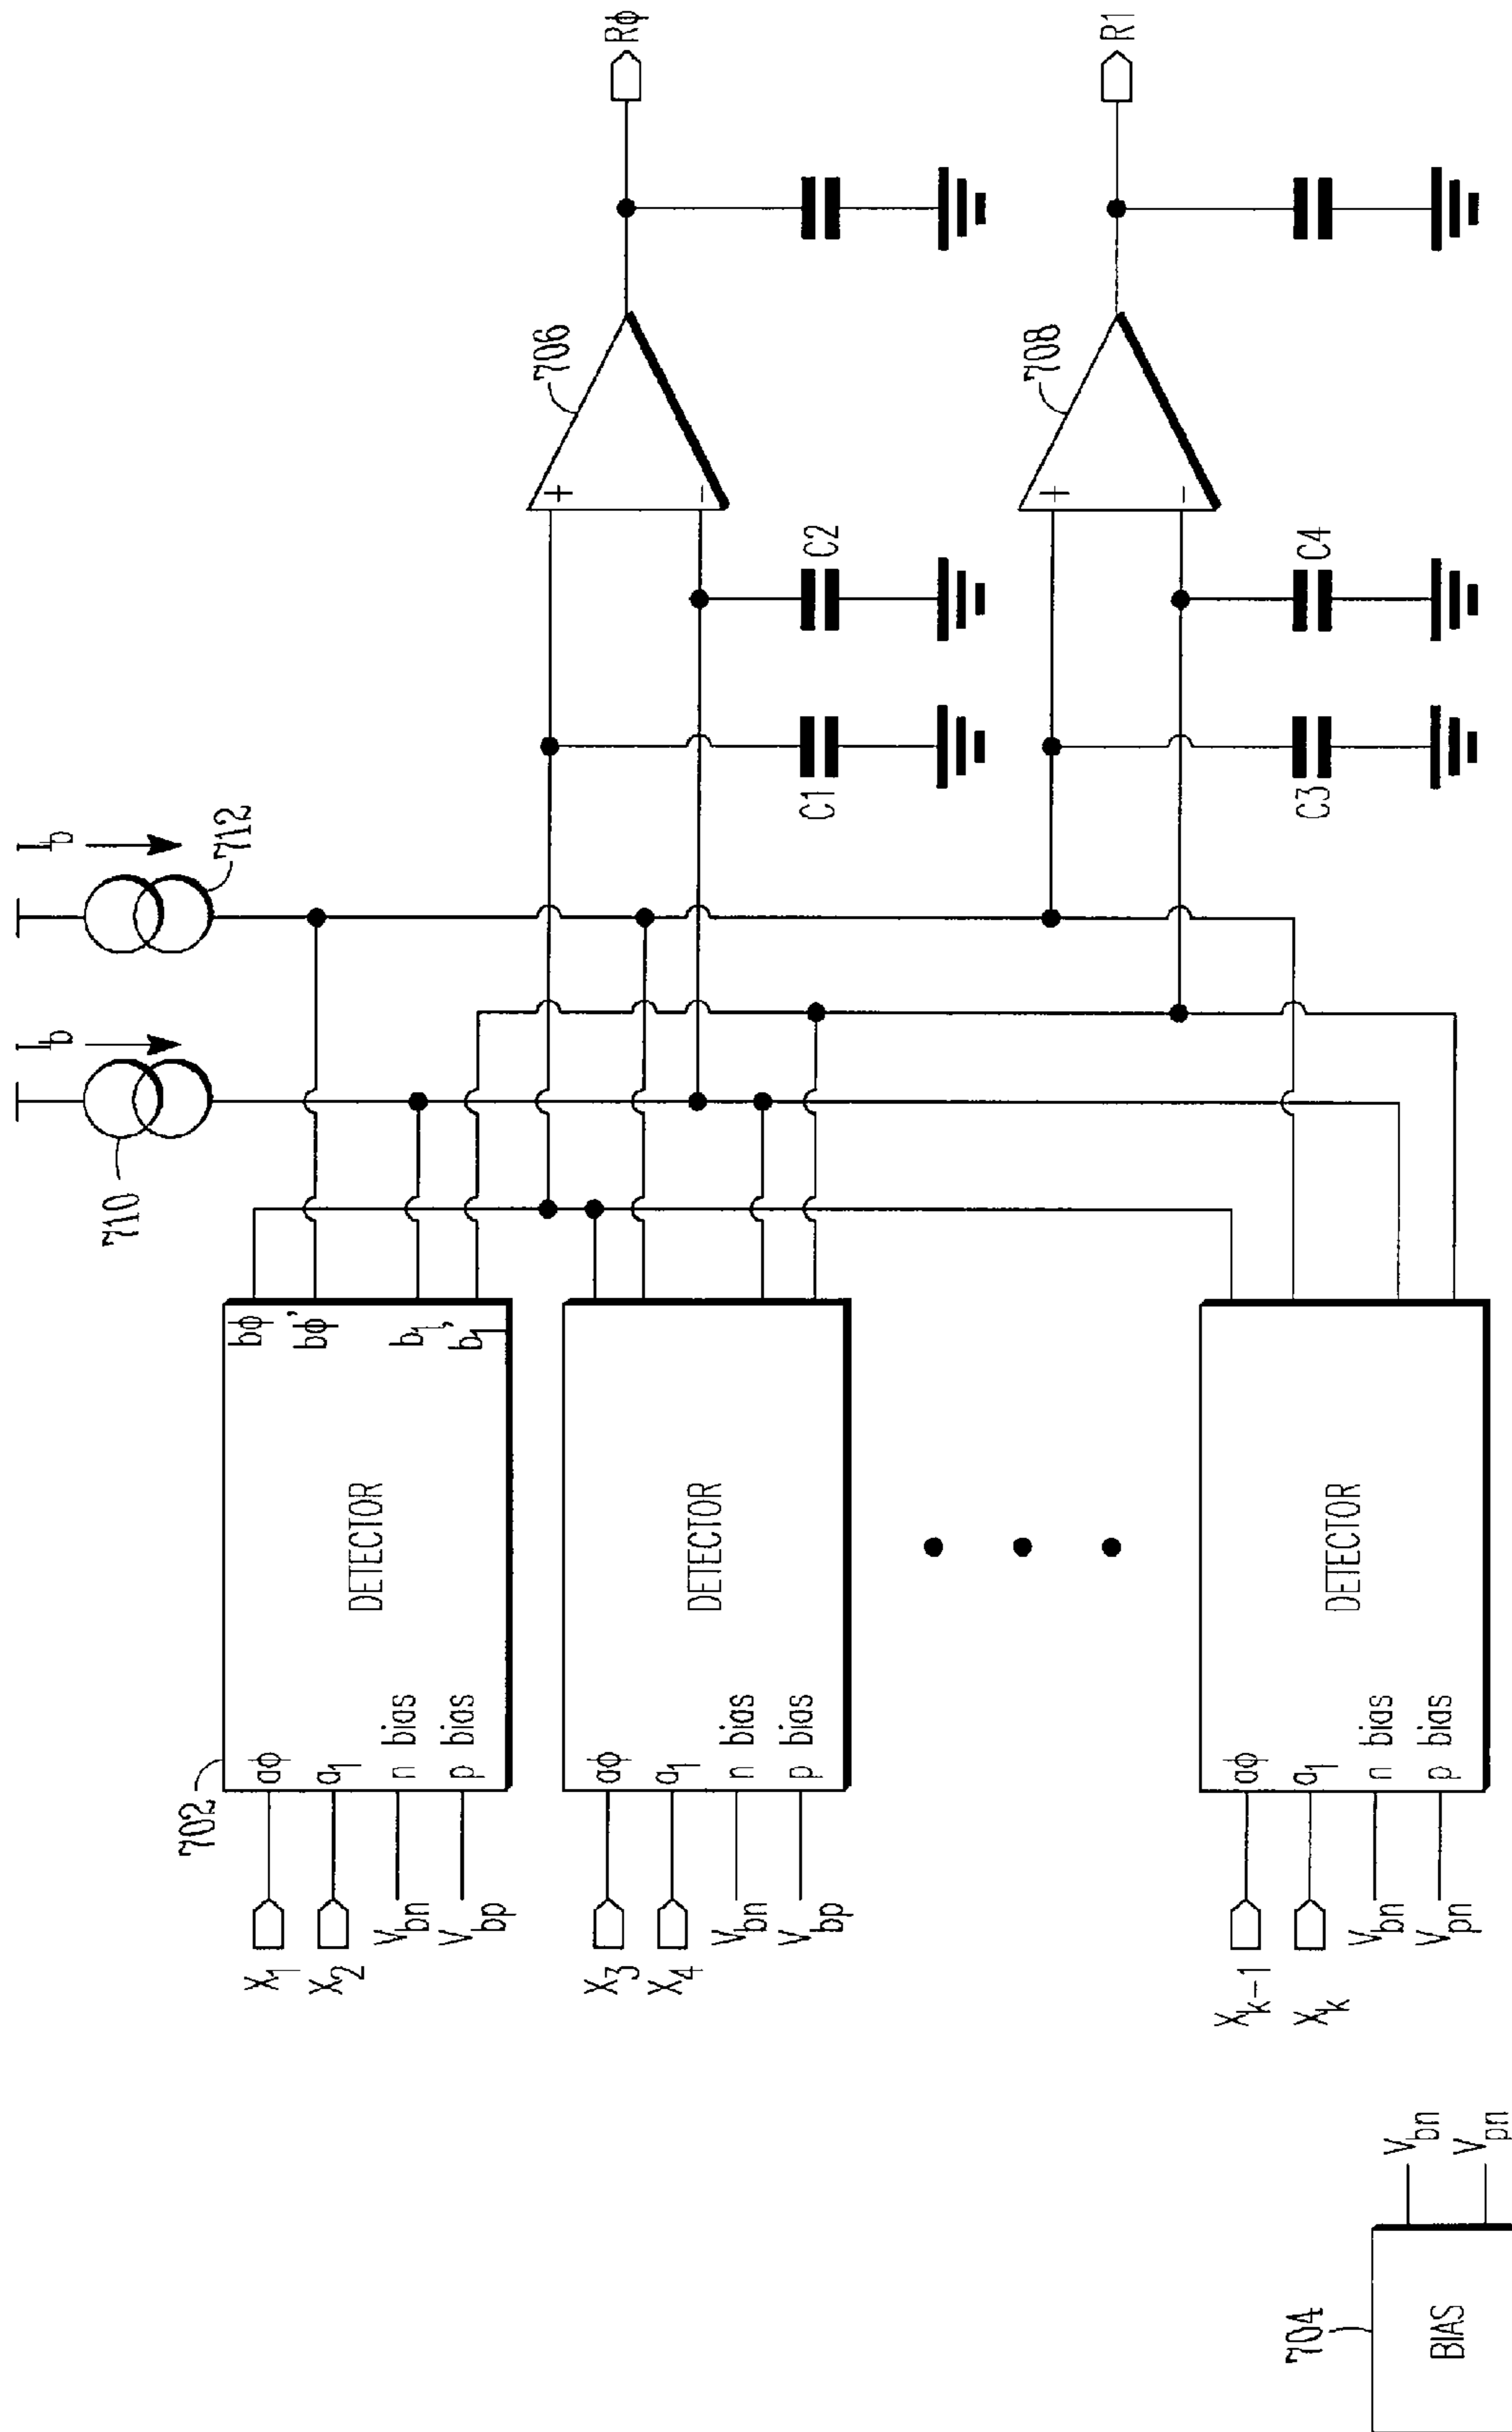 702
X1
X2
Vbn
Vbp
aϕ
a1
n bias
p bias
DETECTOR
bϕ
bϕ'
b1'
b1
X3
X4
Vbn
Vbp
aϕ
a1
n bias
p bias
DETECTOR
Xk-1
Xk
Vbn
Vpn
aϕ
a1
n bias
p bias
DETECTOR
704
BIAS
Vbn
Vpn
710
Ib
712
Ib
C1
C2
706
+
-
Rϕ
C3
C4
708
+
-
R1